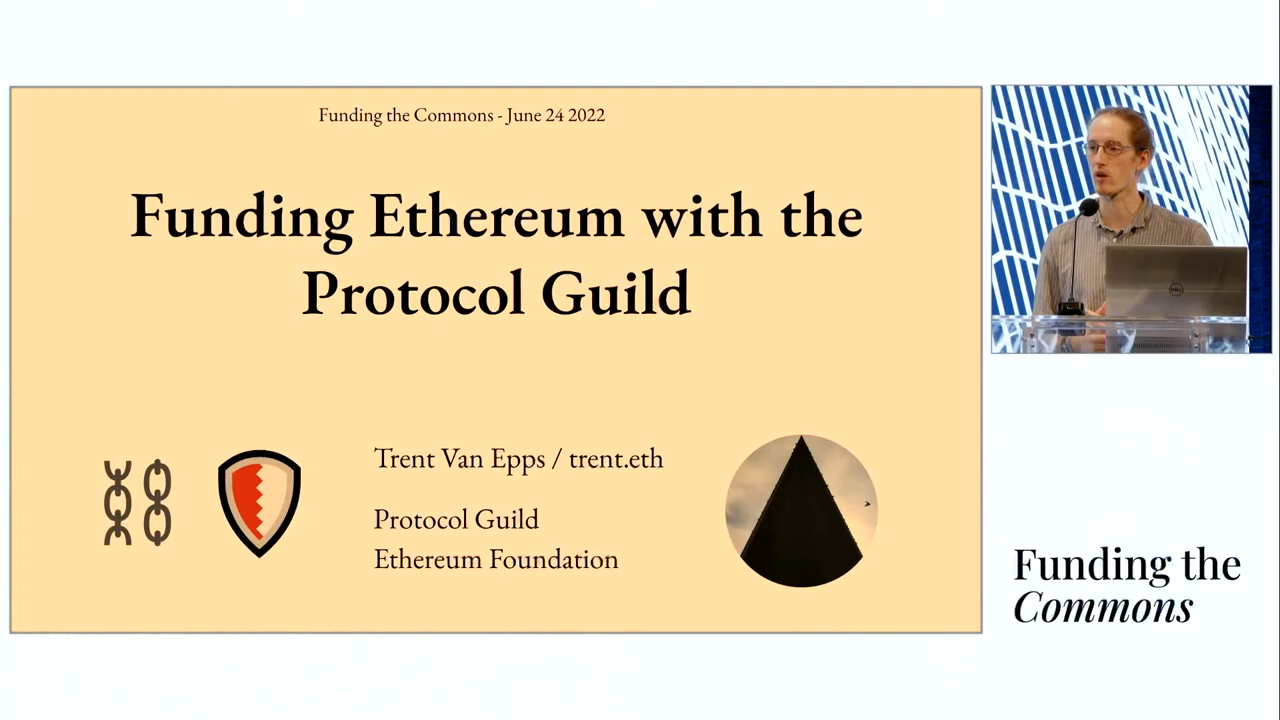 Funding the Commons - June 24 2022
Funding Ethereum with the
Protocol Guild
Trent Van Epps / trent.eth
Protocol Guild
Ethereum Foundation
DELL
Funding the
Commons